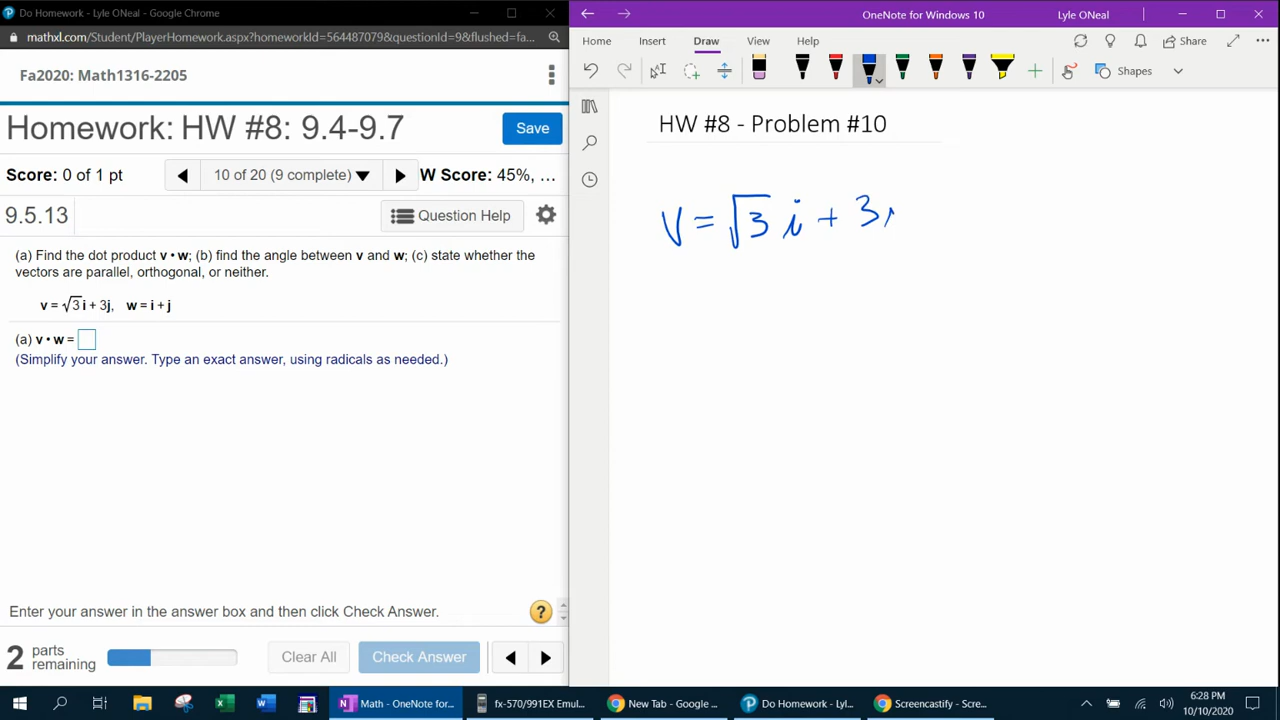 Do Homework - Lyle ONeal - Google Chrome
mathxl.com/Student/PlayerHomework.aspx?homeworkId=564487079&questionId=9&flushed=fa...
Fa2020: Math1316-2205
Homework: HW #8: 9.4-9.7
Save
Score: 0 of 1 pt
10 of 20 (9 complete)
W Score: 45%, ...
9.5.13
Question Help
(a) Find the dot product v • w; (b) find the angle between v and w; (c) state whether the
vectors are parallel, orthogonal, or neither.
v = √3 i + 3j, w = i + j
(a) v • w =
(Simplify your answer. Type an exact answer, using radicals as needed.)
Enter your answer in the answer box and then click Check Answer.
?
2 parts
remaining
Clear All
Check Answer
OneNote for Windows 10
Lyle ONeal
Home
Insert
Draw
View
Help
Share
Shapes
HW #8 - Problem #10
v = √3 i + 3
Math - OneNote for...
fx-570/991EX Emul...
New Tab - Google ...
Do Homework - Lyl...
Screencastify - Scre...
6:28 PM
10/10/2020